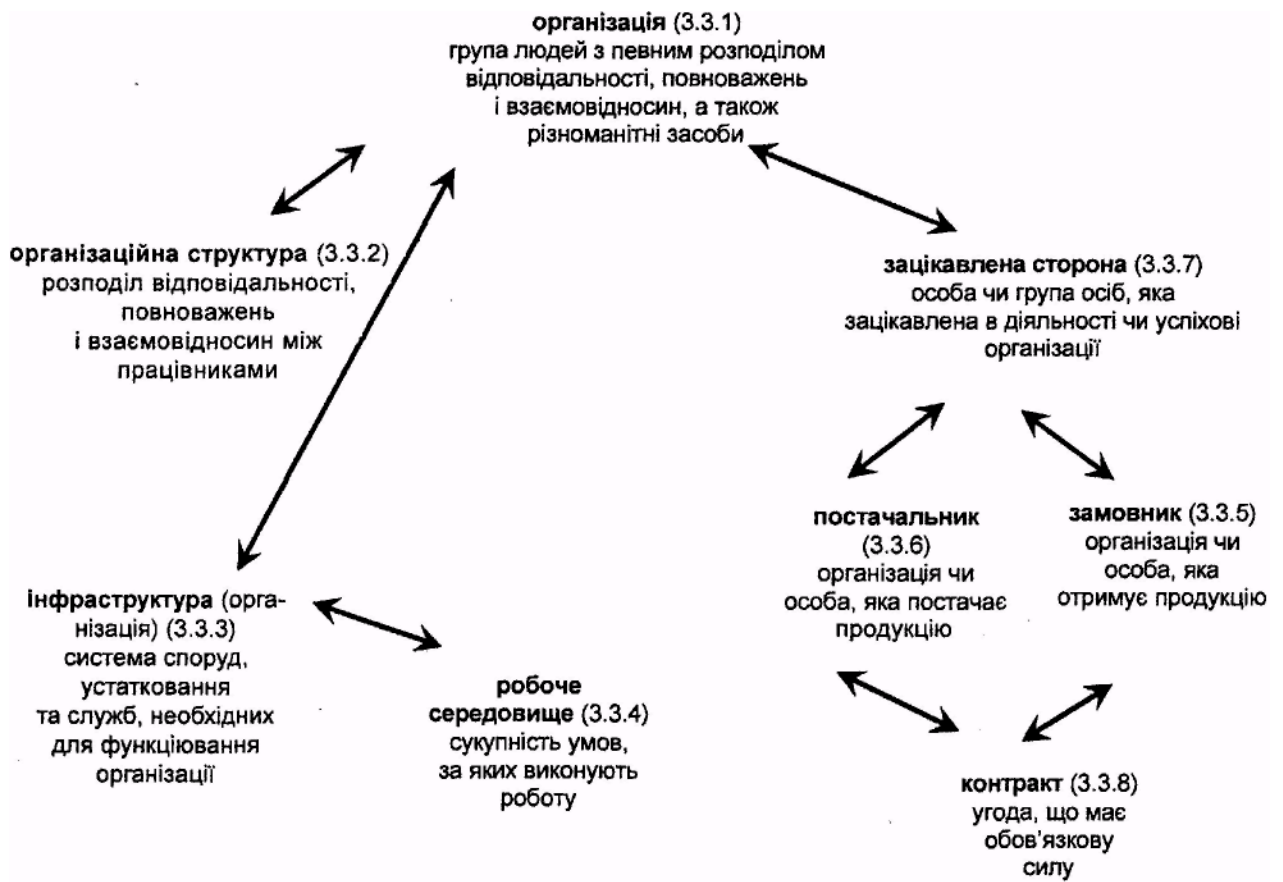 організація (3.3.1)
група людей з певним розподілом
відповідальності, повноважень
і взаємовідносин, а також
різноманітні засоби
організаційна структура (3.3.2)
розподіл відповідальності,
повноважень
і взаємовідносин між
працівниками
зацікавлена сторона (3.3.7)
особа чи група осіб, яка
зацікавлена в діяльності чи успіхові
організації
інфраструктура (орга-
нізація) (3.3.3)
система споруд,
устатковання
та служб, необхідних
для функціювання
організації
робоче
середовище (3.3.4)
сукупність умов,
за яких виконують
роботу
постачальник
(3.3.6)
організація чи
особа, яка постачає
продукцію
замовник (3.3.5)
організація чи
особа, яка
отримує продукцію
контракт (3.3.8)
угода, що має
обов'язкову
силу